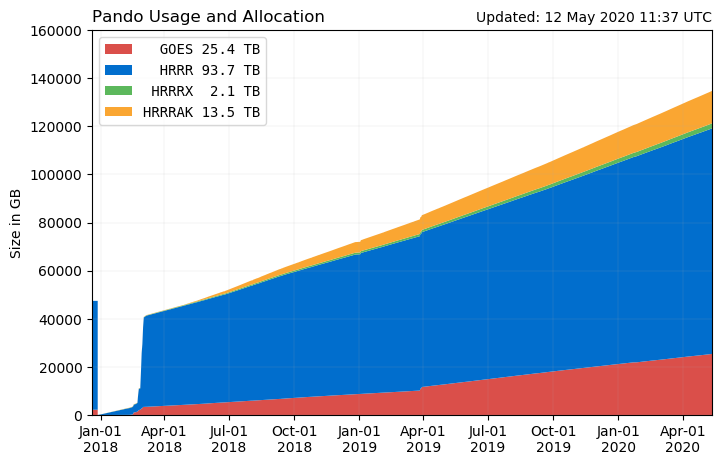 Pando Usage and Allocation
Updated: 12 May 2020 11:37 UTC
160000
140000
120000
100000
80000
60000
40000
20000
0
Size in GB
GOES 25.4 TB
HRRR 93.7 TB
HRRRX 2.1 TB
HRRRAK 13.5 TB
Jan-01 Apr-01 Jul-01 Oct-01 Jan-01 Apr-01 Jul-01 Oct-01 Jan-01 Apr-01
2018 2018 2018 2018 2019 2019 2019 2019 2020 2020